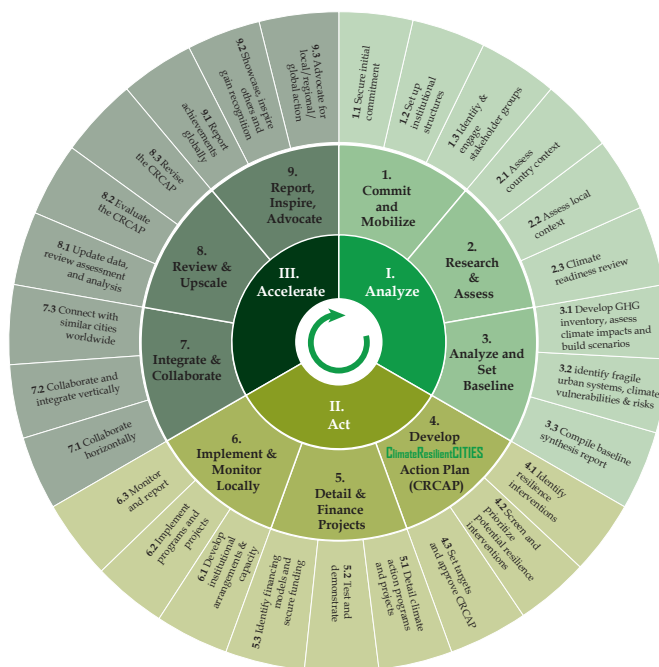 I.
Analyze
II.
Act
III.
Accelerate
1.
Commit
and
Mobilize
1.1 Secure initial
commitment
1.2 Set up
institutional
structures
1.3 Identify &
engage
stakeholder groups
2.
Research
&
Assess
2.1 Assess
country context
2.2 Assess local
context
2.3 Climate
readiness review
3.
Analyze and
Set
Baseline
3.1 Develop GHG
inventory, assess
climate impacts and
build scenarios
3.2 identify fragile
urban systems, climate
vulnerabilities & risks
3.3 Compile baseline
synthesis report
4.
Develop
ClimateResilientCITIES
Action Plan
(CRCAP)
4.1 Identify
resilience
interventions
4.2 Screen and
prioritize
potential resilience
interventions
4.3 Set targets
and approve CRCAP
5.
Detail &
Finance
Projects
5.1 Detail climate
action programs
and projects
5.2 Test and
demonstrate
5.3 Identify financing
models and
secure funding
6.
Implement &
Monitor
Locally
6.1 Develop
institutional
arrangements &
capacity
6.2 Implement
programs and
projects
6.3 Monitor
and report
7.
Integrate &
Collaborate
7.1 Collaborate
horizontally
7.2 Collaborate and
integrate vertically
7.3 Connect with
similar cities
worldwide
8.
Review &
Upscale
8.1 Update data,
review assessment
and analysis
8.2 Evaluate
the CRCAP
8.3 Revise
the CRCAP
9.
Report,
Inspire,
Advocate
9.1 Report
achievements
globally
9.2 Showcase, inspire
others and
gain recognition
9.3 Advocate for
local/regional/
global action